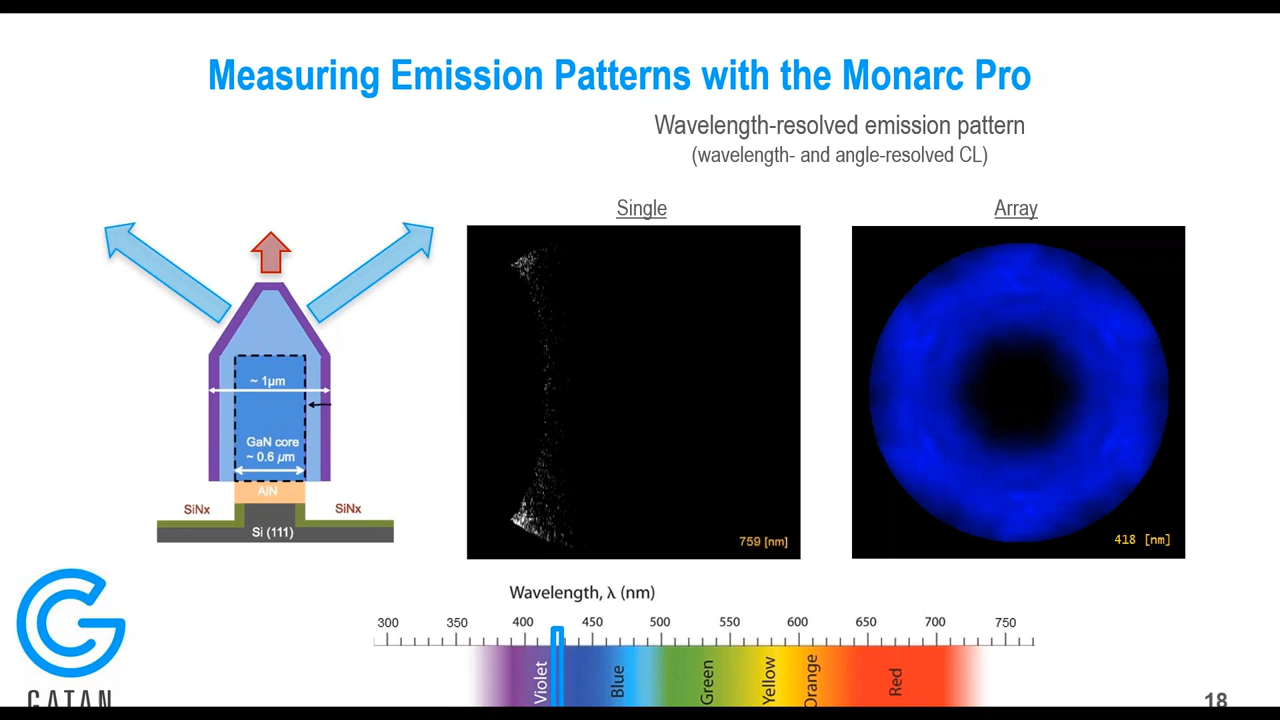 Measuring Emission Patterns with the Monarc Pro
Wavelength-resolved emission pattern
(wavelength- and angle-resolved CL)
Single
Array
~ 1µm
GaN core
~ 0.6 µm
AlN
SiNx
SiNx
Si (111)
759 [nm]
418 [nm]
Wavelength, λ (nm)
300 350 400 450 500 550 600 650 700 750
Violet
Blue
Green
Yellow
Orange
Red
GATAN
18